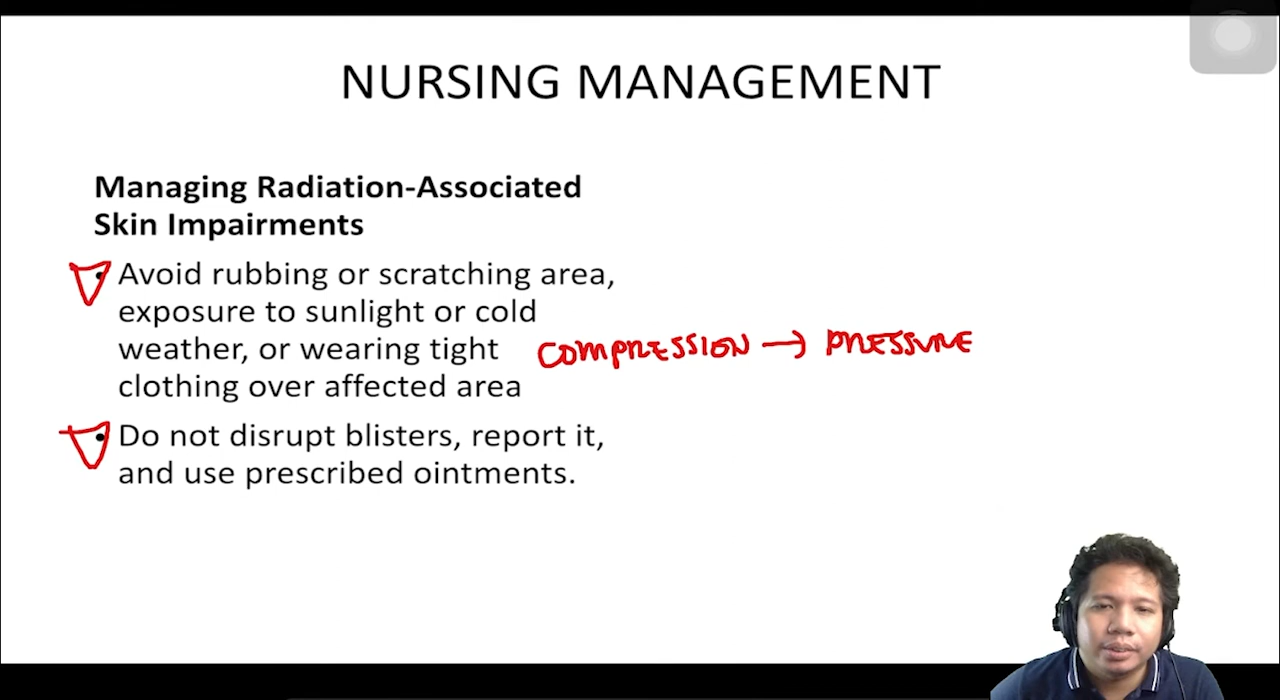 NURSING MANAGEMENT
Managing Radiation-Associated
Skin Impairments
• Avoid rubbing or scratching area,
exposure to sunlight or cold
weather, or wearing tight
COMPRESSION → PRESSURE
clothing over affected area
• Do not disrupt blisters, report it,
and use prescribed ointments.